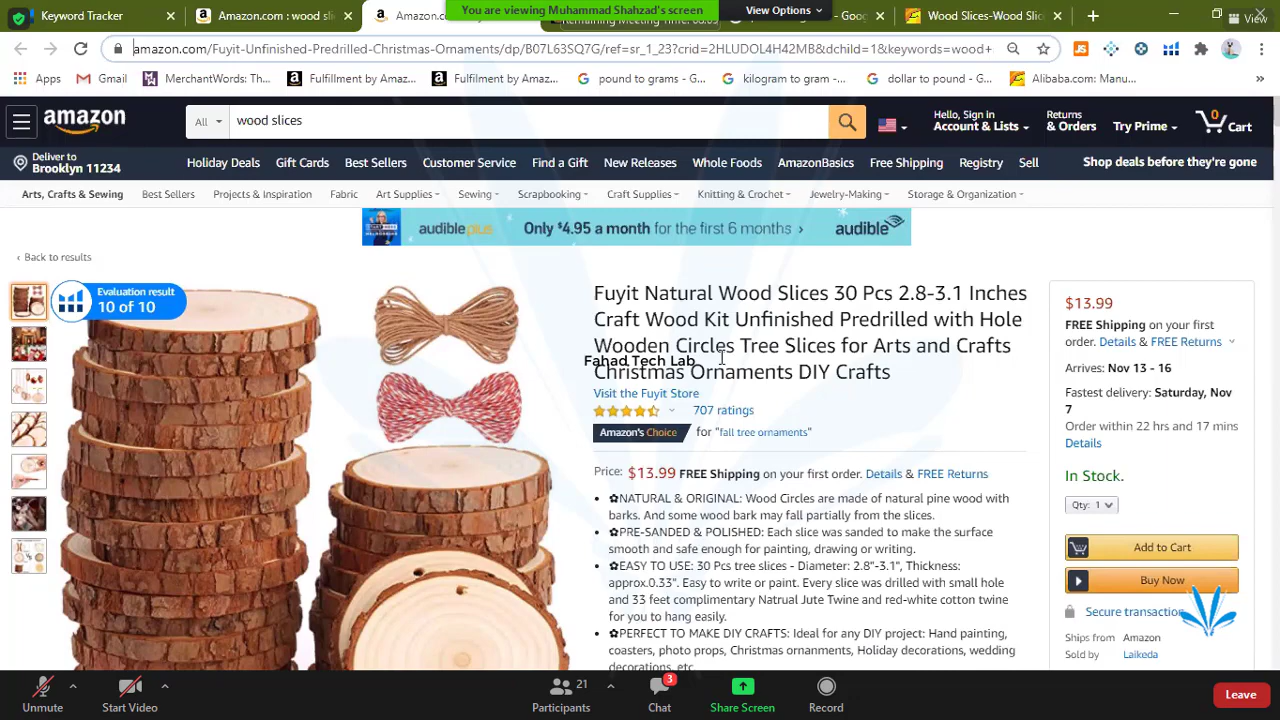 Keyword Tracker
Amazon.com : wood sli
Amazon.co
You are viewing Muhammad Shahzad's screen
View Options
Goo
Wood Slices-Wood Slic
View
amazon.com/Fuyit-Unfinished-Predrilled-Christmas-Ornaments/dp/B07L63SQ7G/ref=sr_1_23?crid=2HLUDOL4H42MB&dchild=1&keywords=wood+
Apps
Gmail
MerchantWords: Th...
Fulfillment by Amaz...
Fulfilment by Amaz...
pound to grams - G...
kilogram to gram -...
dollar to pound - G...
Alibaba.com: Manu...
»
amazon
All
wood slices
Hello, Sign in
Account & Lists
Returns
& Orders
Try Prime
0
Cart
Deliver to
Brooklyn 11234
Holiday Deals
Gift Cards
Best Sellers
Customer Service
Find a Gift
New Releases
Whole Foods
AmazonBasics
Free Shipping
Registry
Sell
Shop deals before they're gone
Arts, Crafts & Sewing
Best Sellers
Projects & Inspiration
Fabric
Art Supplies
Sewing
Scrapbooking
Craft Supplies
Knitting & Crochet
Jewelry-Making
Storage & Organization
audible plus
Only $4.95 a month for the first 6 months ›
audible
‹ Back to results
Evaluation result
10 of 10
Fuyit Natural Wood Slices 30 Pcs 2.8-3.1 Inches
Craft Wood Kit Unfinished Predrilled with Hole
Wooden Circles Tree Slices for Arts and Crafts
Fahad Tech Lab
Christmas Ornaments DIY Crafts
Visit the Fuyit Store
707 ratings
Amazon's Choice
for "fall tree ornaments"
Price: $13.99 FREE Shipping on your first order. Details & FREE Returns
• ✿NATURAL & ORIGINAL: Wood Circles are made of natural pine wood with
barks. And some wood bark may fall partially from the slices.
• ✿PRE-SANDED & POLISHED: Each slice was sanded to make the surface
smooth and safe enough for painting, drawing or writing.
• ✿EASY TO USE: 30 Pcs tree slices - Diameter: 2.8"-3.1", Thickness:
approx.0.33". Easy to write or paint. Every slice was drilled with small hole
and 33 feet complimentary Natrual Jute Twine and red-white cotton twine
for you to hang easily.
• ✿PERFECT TO MAKE DIY CRAFTS: Ideal for any DIY project: Hand painting,
coasters, photo props, Christmas ornaments, Holiday decorations, wedding
decorations, etc.
$13.99
FREE Shipping on your first
order. Details & FREE Returns
Arrives: Nov 13 - 16
Fastest delivery: Saturday, Nov
7
Order within 22 hrs and 17 mins
Details
In Stock.
Qty: 1
Add to Cart
Buy Now
Secure transaction
Ships from Amazon
Sold by Laikeda
Unmute
Start Video
21
Participants
3
Chat
Share Screen
Record
Leave